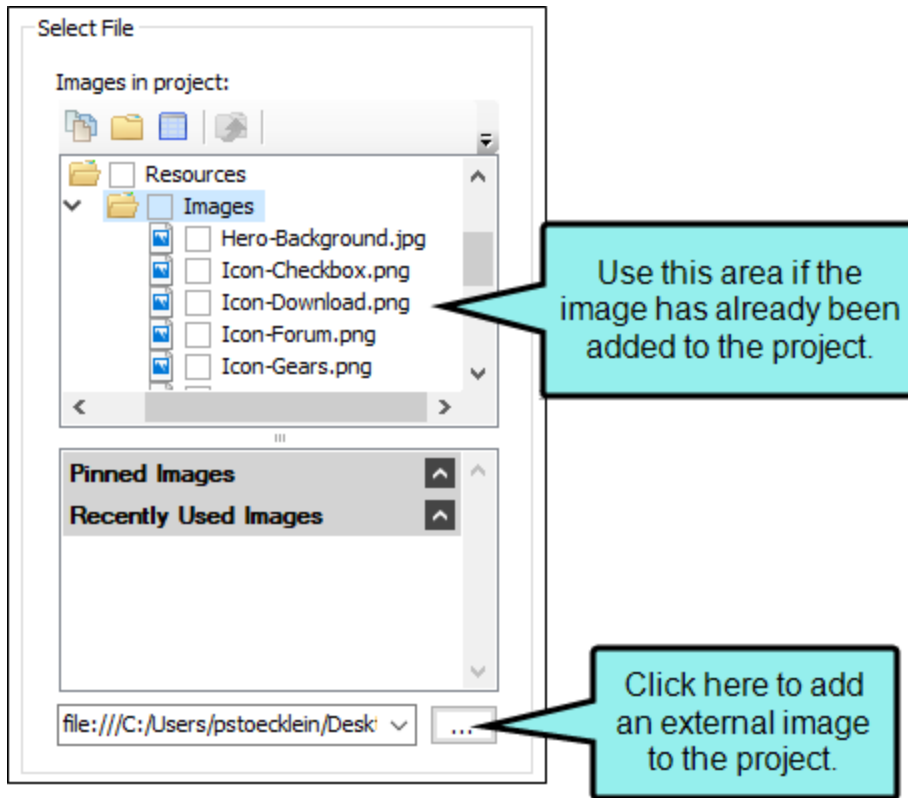 Select File
Images in project:
Resources
Images
Hero-Background.jpg
Icon-Checkbox.png
Icon-Download.png
Icon-Forum.png
Icon-Gears.png
Use this area if the
image has already been
added to the project.
Pinned Images
Recently Used Images
file:///C:/Users/pstoecklein/Deskt
...
Click here to add
an external image
to the project.